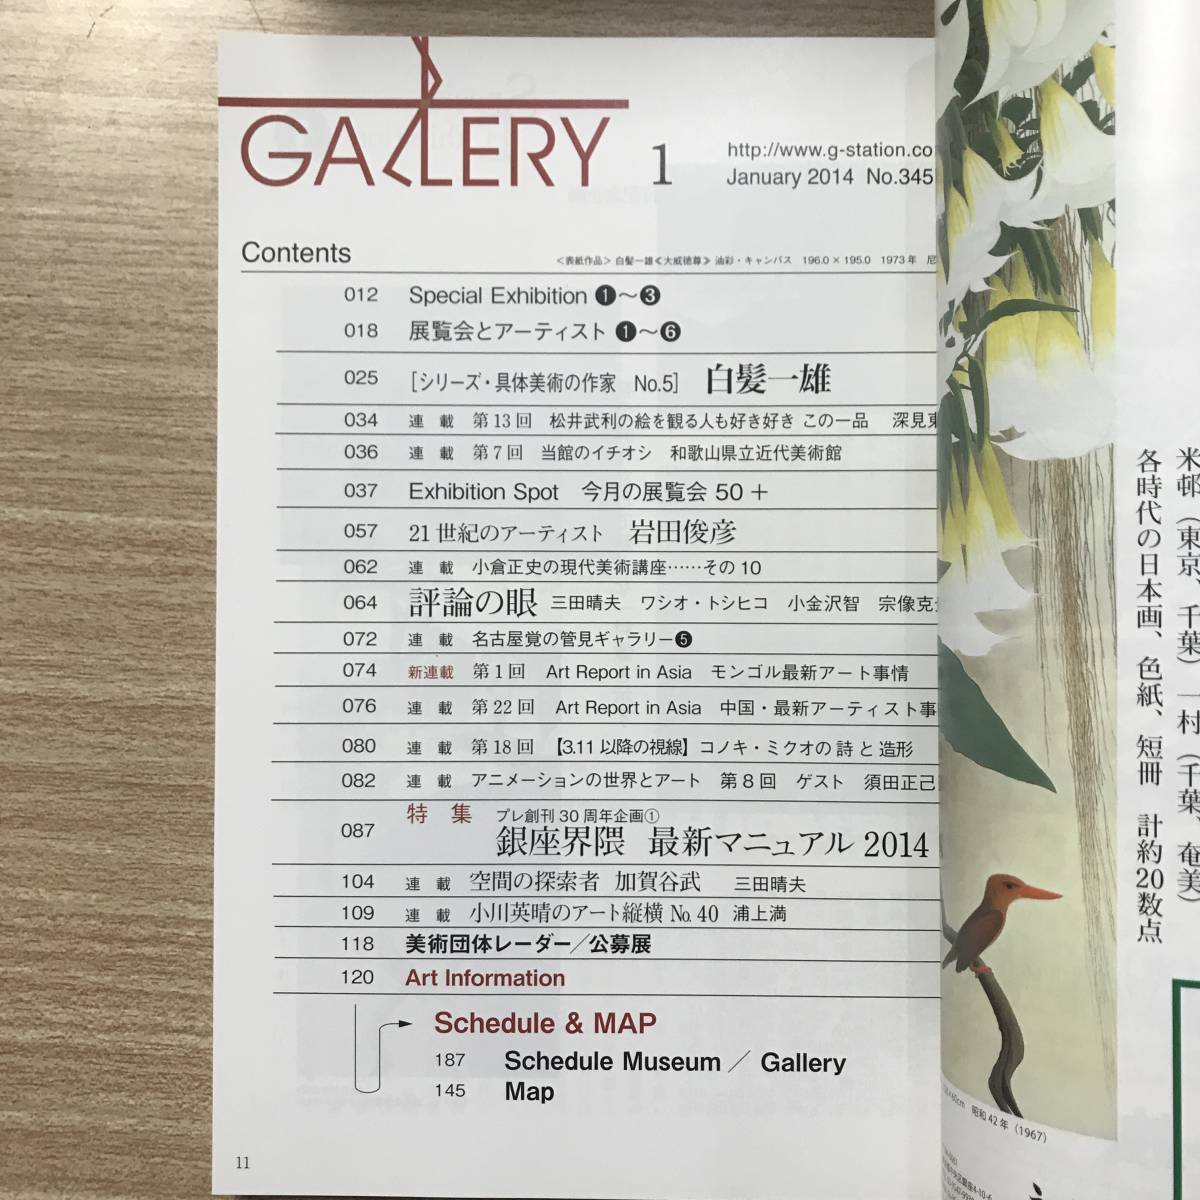 GALLERY 1
http://www.g-station.co
January 2014 No.345
Contents
<表紙作品> 白髪一雄≪大威徳尊≫ 油彩・キャンバス 196.0×195.0 1973年 尼
012 Special Exhibition ❶〜❸
018 展覧会とアーティスト ❶〜❻
025 [シリーズ・具体美術の作家 No.5] 白髪一雄
034 連載 第13回 松井武利の絵を観る人も好き好き この一品 深見東
036 連載 第7回 当館のイチオシ 和歌山県立近代美術館
037 Exhibition Spot 今月の展覧会 50＋
057 21世紀のアーティスト 岩田俊彦
062 連載 小倉正史の現代美術講座……その10
064 評論の眼 三田晴夫 ワシオ・トシヒコ 小金沢智 宗像克
072 連載 名古屋覚の管見ギャラリー❺
074 新連載 第1回 Art Report in Asia モンゴル最新アート事情
076 連載 第22回 Art Report in Asia 中国・最新アーティスト事
080 連載 第18回 【3.11以降の視線】コノキ・ミクオの 詩 と 造形
082 連載 アニメーションの世界とアート 第8回 ゲスト 須田正己
087 特集 プレ創刊30周年企画①
銀座界隈 最新マニュアル 2014
104 連載 空間の探索者 加賀谷武 三田晴夫
109 連載 小川英晴のアート縦横 No.40 浦上満
118 美術団体レーダー／公募展
120 Art Information
Schedule & MAP
187 Schedule Museum ／ Gallery
145 Map
11
米邨（東京、千葉）一村（千葉、奄美）
各時代の日本画、色紙、短冊 計約20数点
60cm 昭和42年（1967）